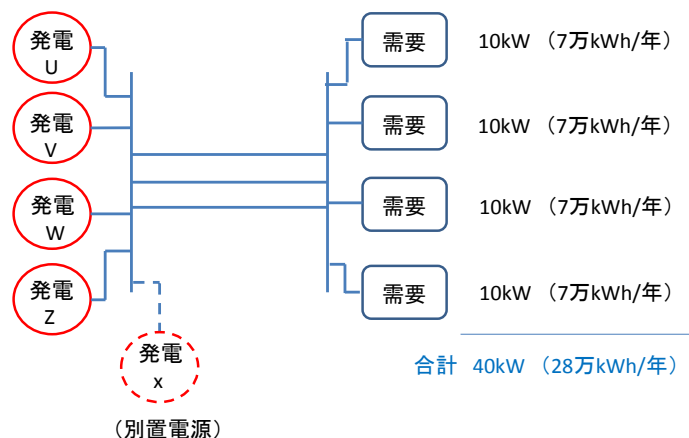 発電
U
発電
V
発電
W
発電
Z
発電
x
（別置電源）
需要 10kW （7万kWh/年）
需要 10kW （7万kWh/年）
需要 10kW （7万kWh/年）
需要 10kW （7万kWh/年）
合計 40kW （28万kWh/年）